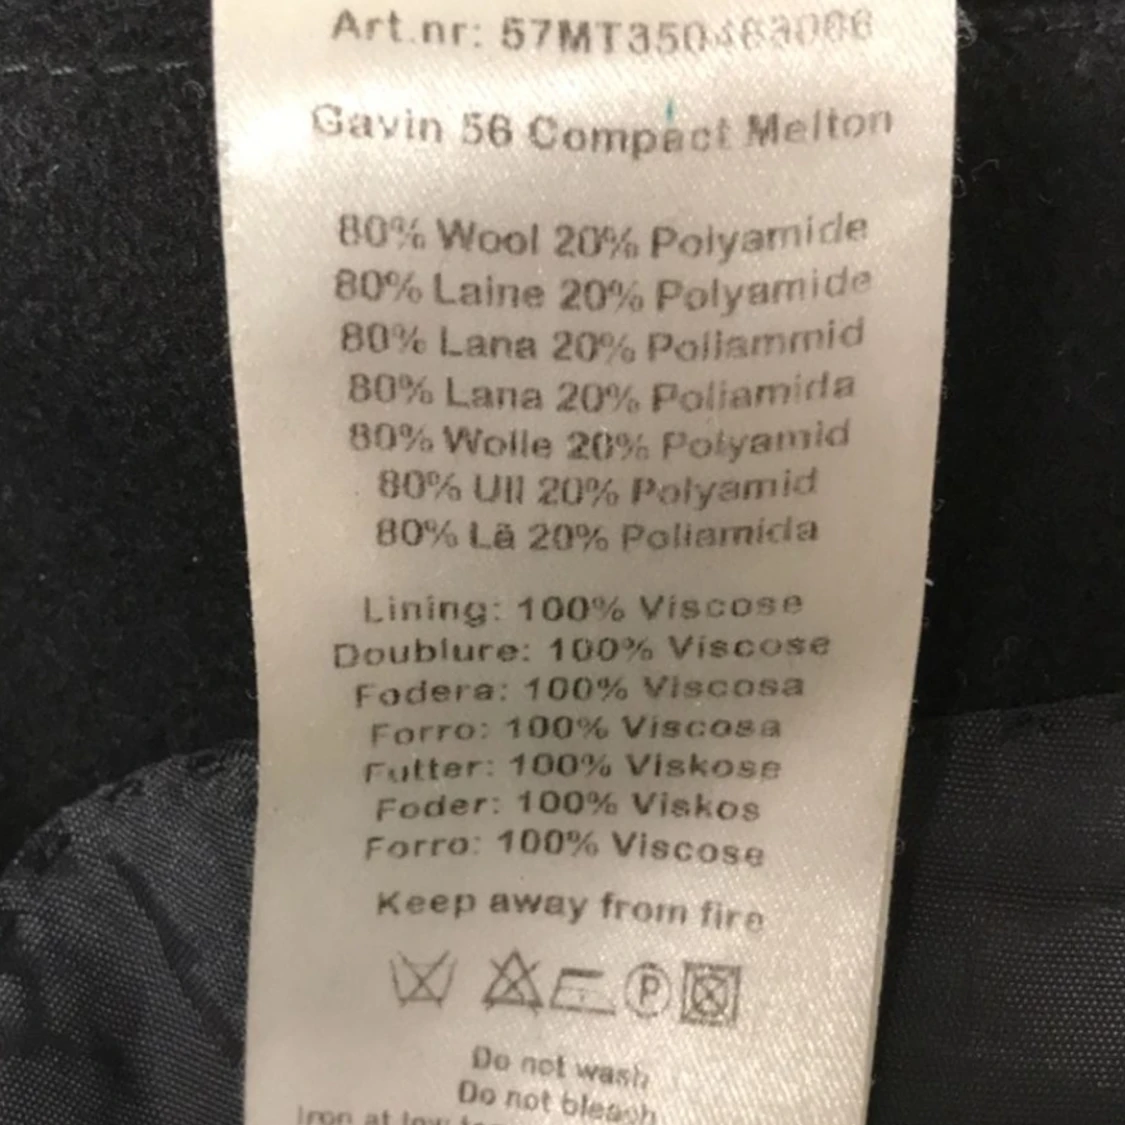 Art.nr: 57MT350483086
Gavin 56 Compact Melton
80% Wool 20% Polyamide
80% Laine 20% Polyamide
80% Lana 20% Poliammid
80% Lana 20% Poliamida
80% Wolle 20% Polyamid
80% Ull 20% Polyamid
80% Lã 20% Poliamida
Lining: 100% Viscose
Doublure: 100% Viscose
Fodera: 100% Viscosa
Forro: 100% Viscosa
Futter: 100% Viskose
Foder: 100% Viskos
Forro: 100% Viscose
Keep away from fire
P
Do not wash
Do not bleach
Iron at low